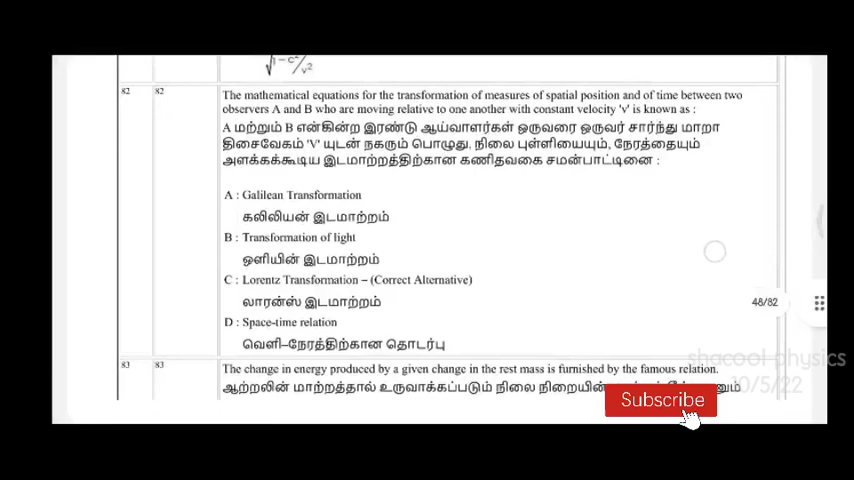 82 82 The mathematical equations for the transformation of measures of spatial position and of time between two
observers A and B who are moving relative to one another with constant velocity 'v' is known as :
A மற்றும் B என்கின்ற இரண்டு ஆய்வாளர்கள் ஒருவரை ஒருவர் சார்ந்து மாறா
திசைவேகம் 'V' யுடன் நகரும் பொழுது, நிலை புள்ளியையும், நேரத்தையும்
அளக்கக்கூடிய இடமாற்றத்திற்கான கணிதவகை சமன்பாட்டினை :
A : Galilean Transformation
கலிலியன் இடமாற்றம்
B : Transformation of light
ஒளியின் இடமாற்றம்
C : Lorentz Transformation – (Correct Alternative)
லாரன்ஸ் இடமாற்றம்
48/82
D : Space-time relation
வெளி–நேரத்திற்கான தொடர்பு
shacool physics
83 83 The change in energy produced by a given change in the rest mass is furnished by the famous relation.
10/5/22
ஆற்றலின் மாற்றத்தால் உருவாக்கப்படும் நிலை நிறையின்
Subscribe